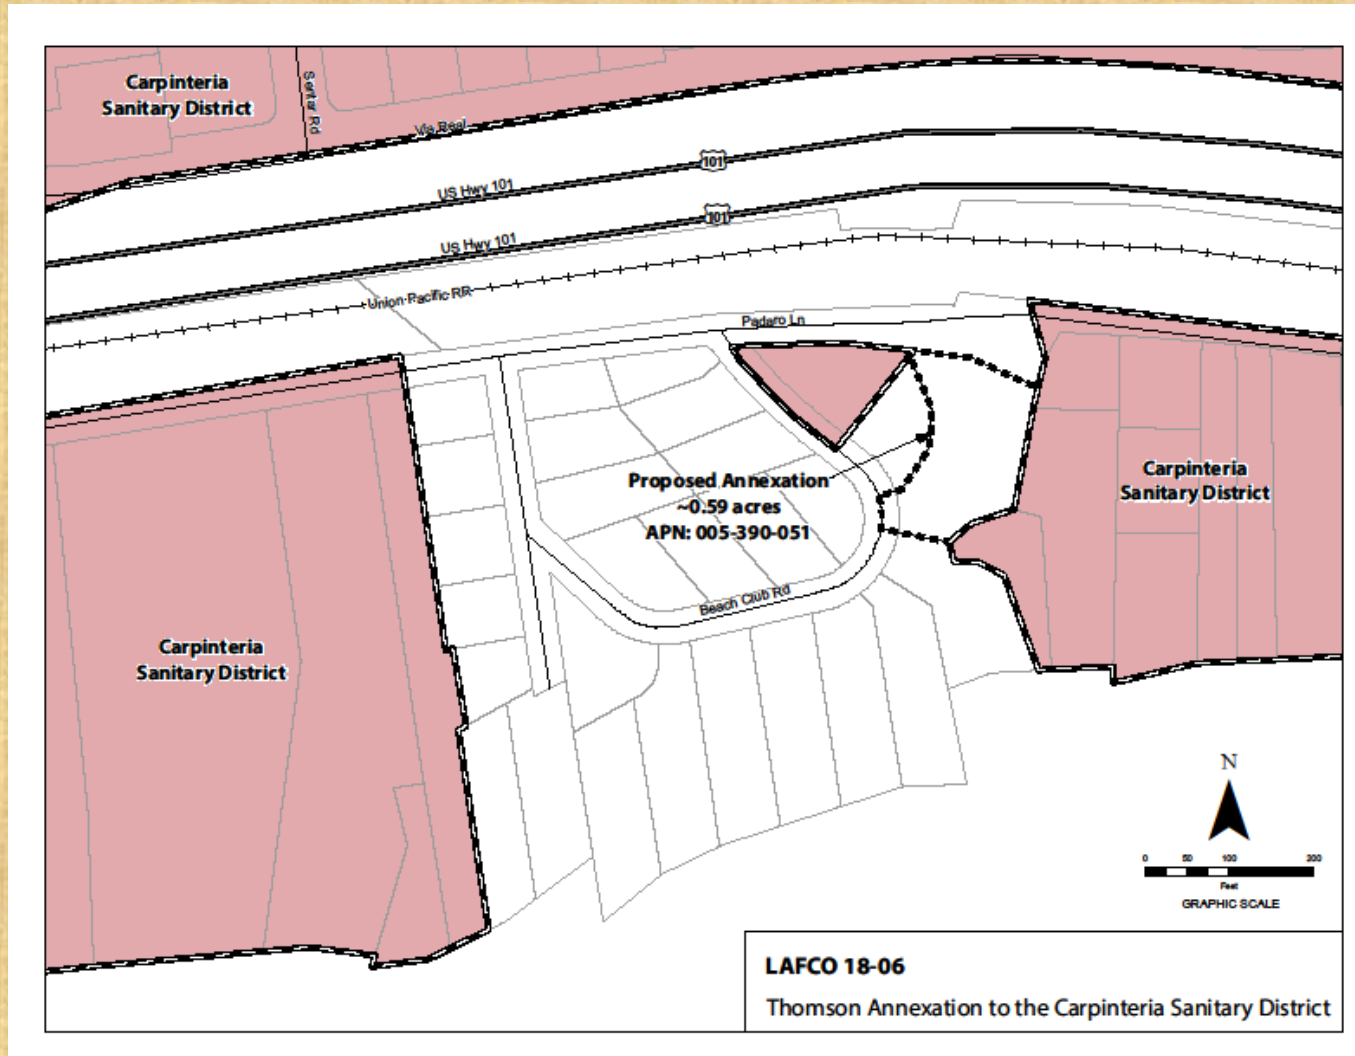 Carpinteria
Sanitary District
Sentar Rd
Via Real
101
US Hwy 101
101
US Hwy 101
Union Pacific RR
Padaro Ln
Proposed Annexation
~0.59 acres
APN: 005-390-051
Carpinteria
Sanitary District
Beach Club Rd
Carpinteria
Sanitary District
N
0 50 100 200
Feet
GRAPHIC SCALE
LAFCO 18-06
Thomson Annexation to the Carpinteria Sanitary District